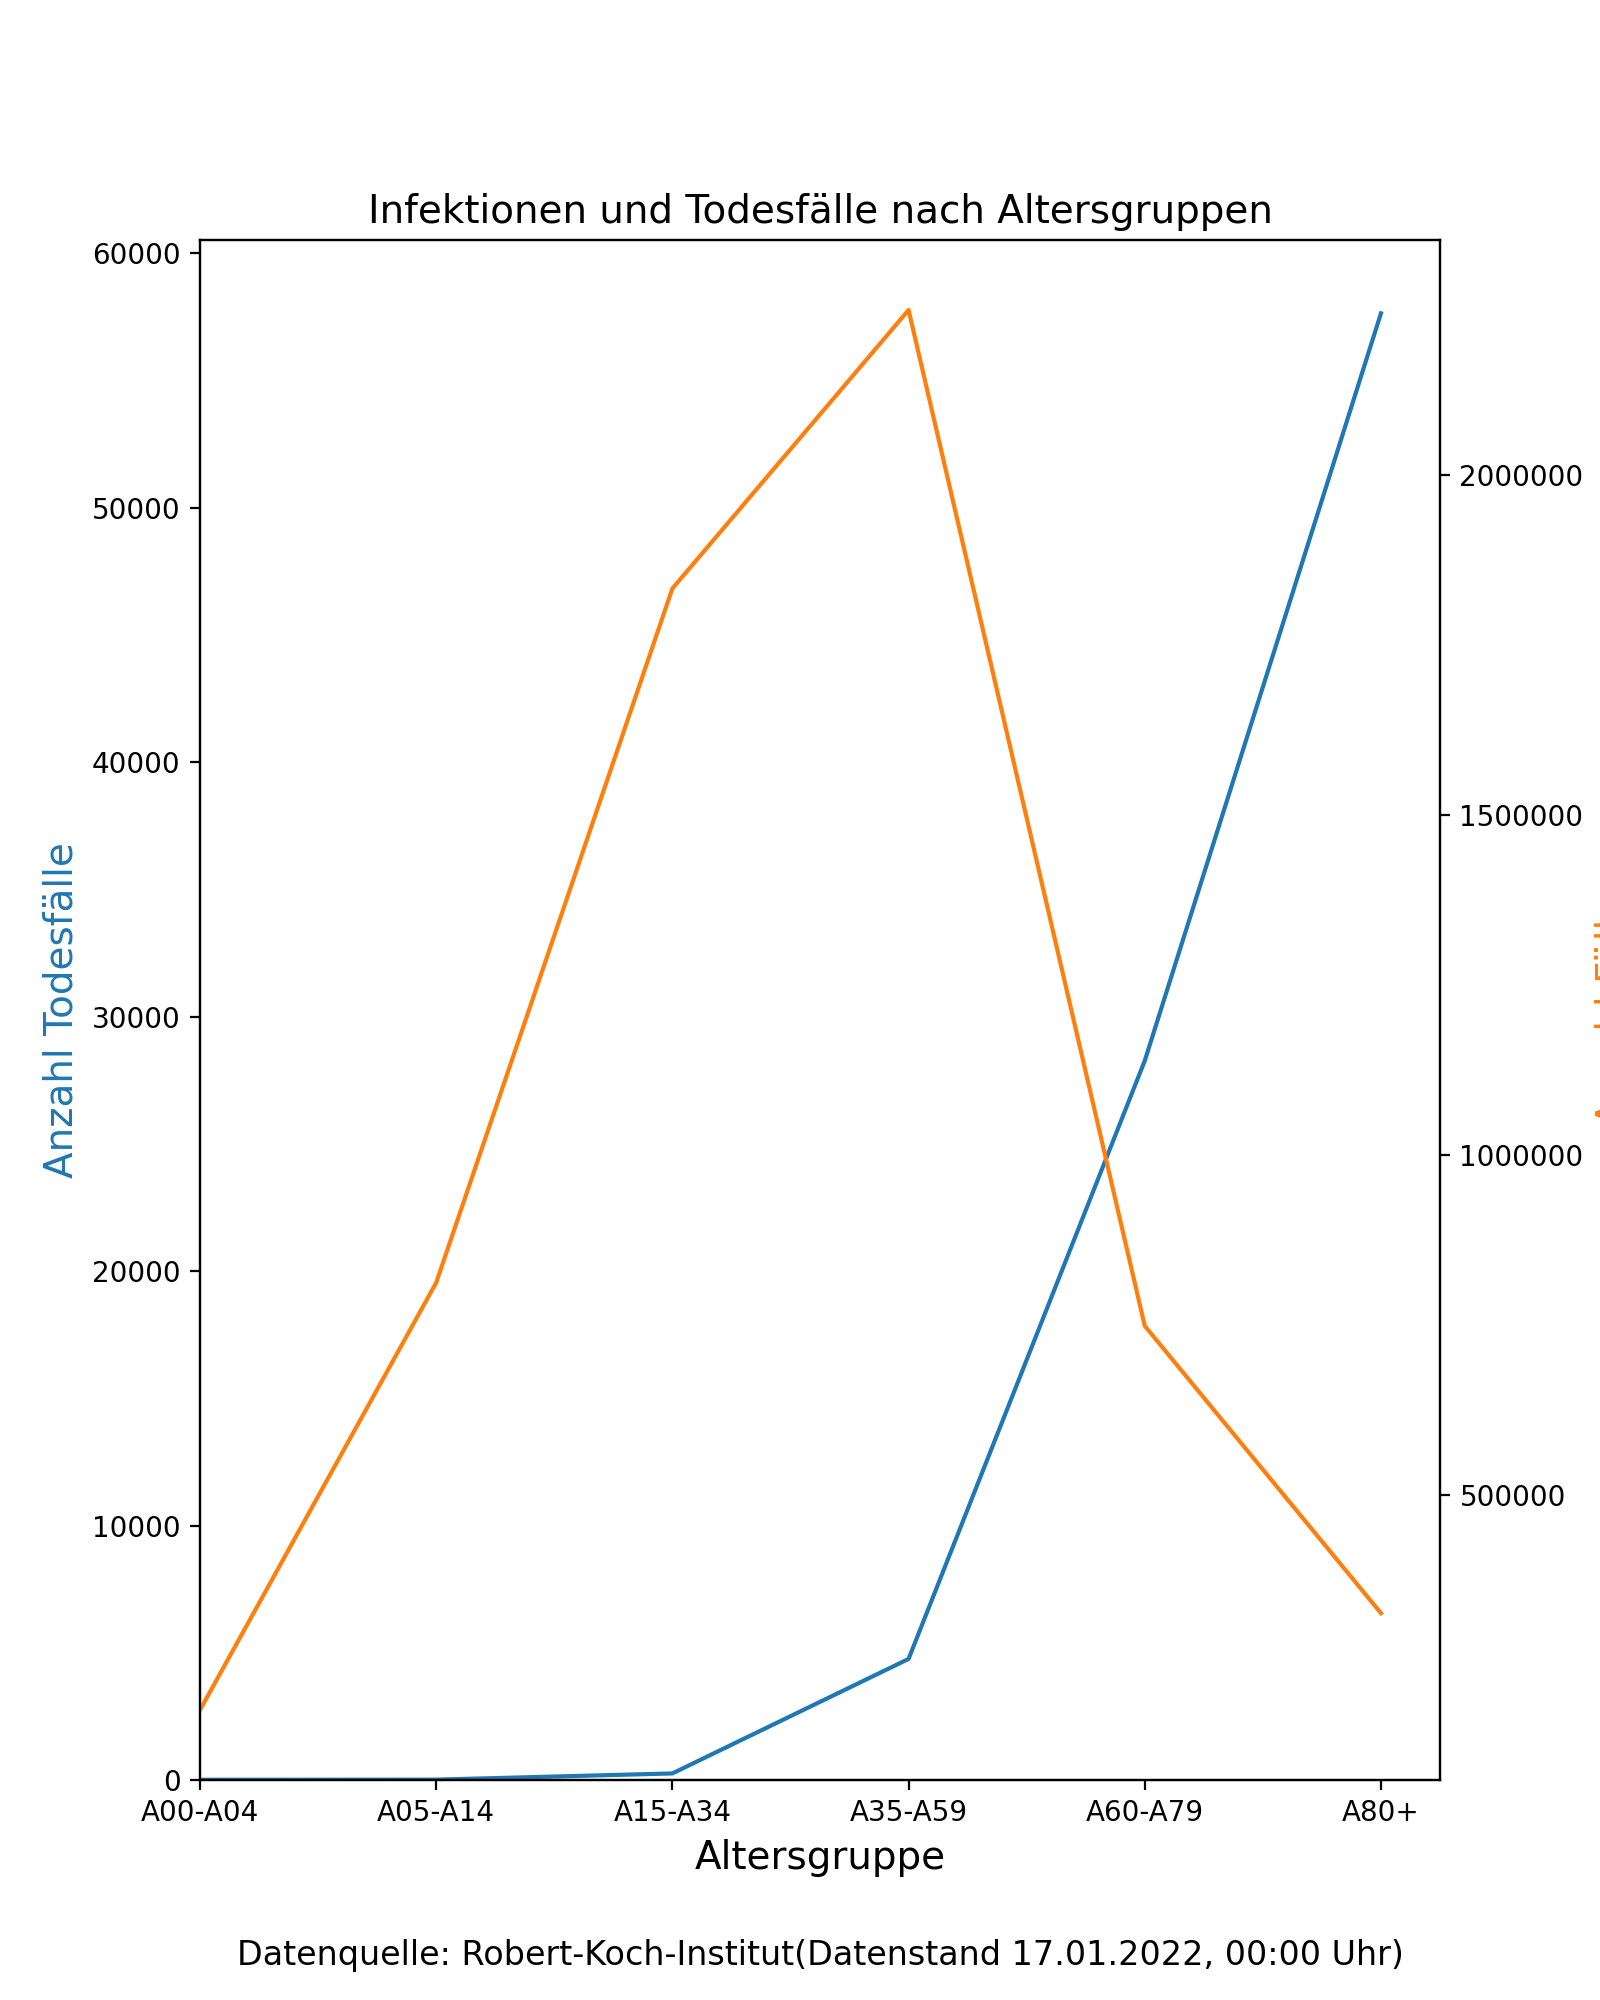 Infektionen und Todesfälle nach Altersgruppen
60000
50000
40000
30000
20000
10000
0
Anzahl Todesfälle
2000000
1500000
1000000
500000
A00-A04 A05-A14 A15-A34 A35-A59 A60-A79 A80+
Altersgruppe
Datenquelle: Robert-Koch-Institut(Datenstand 17.01.2022, 00:00 Uhr)